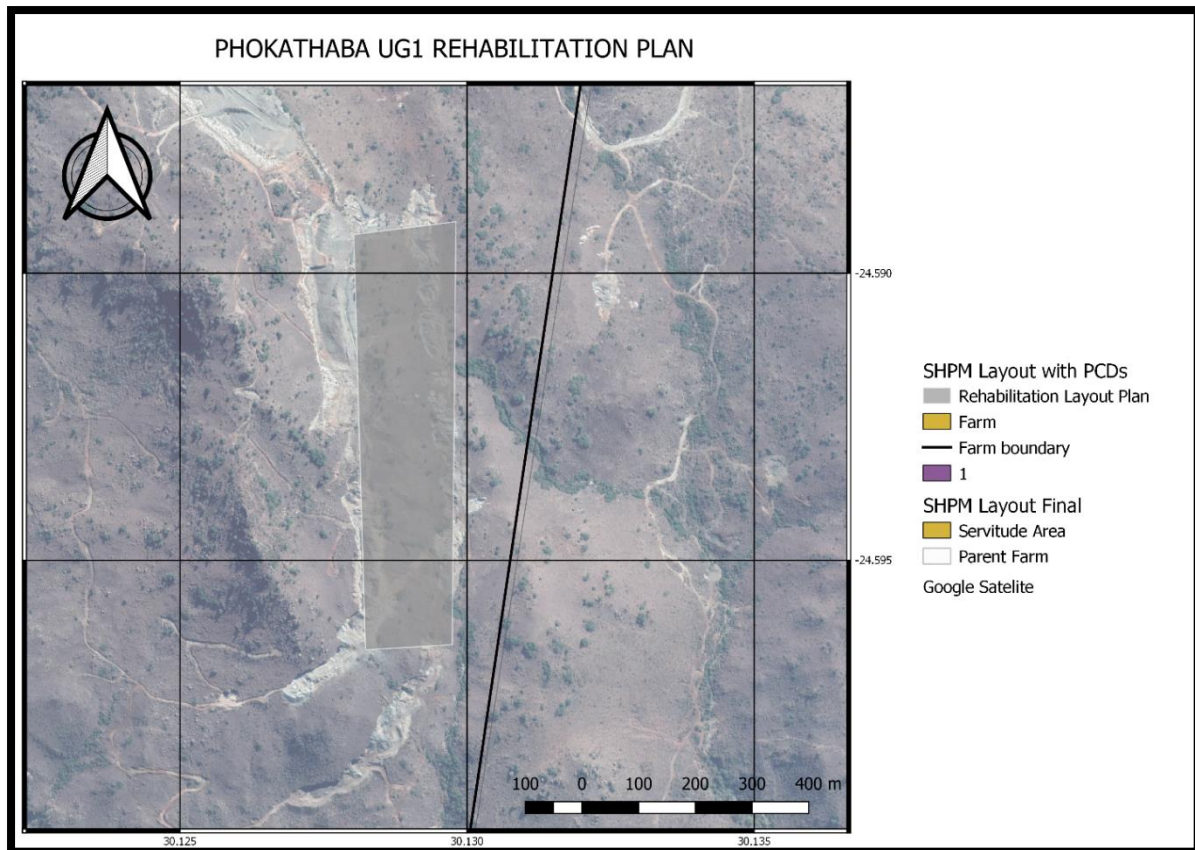 PHOKATHABA UG1 REHABILITATION PLAN
-24.590
-24.595
SHPM Layout with PCDs
Rehabilitation Layout Plan
Farm
Farm boundary
1
SHPM Layout Final
Servitude Area
Parent Farm
Google Satelite
100 0 100 200 300 400 m
30.125 30.130 30.135